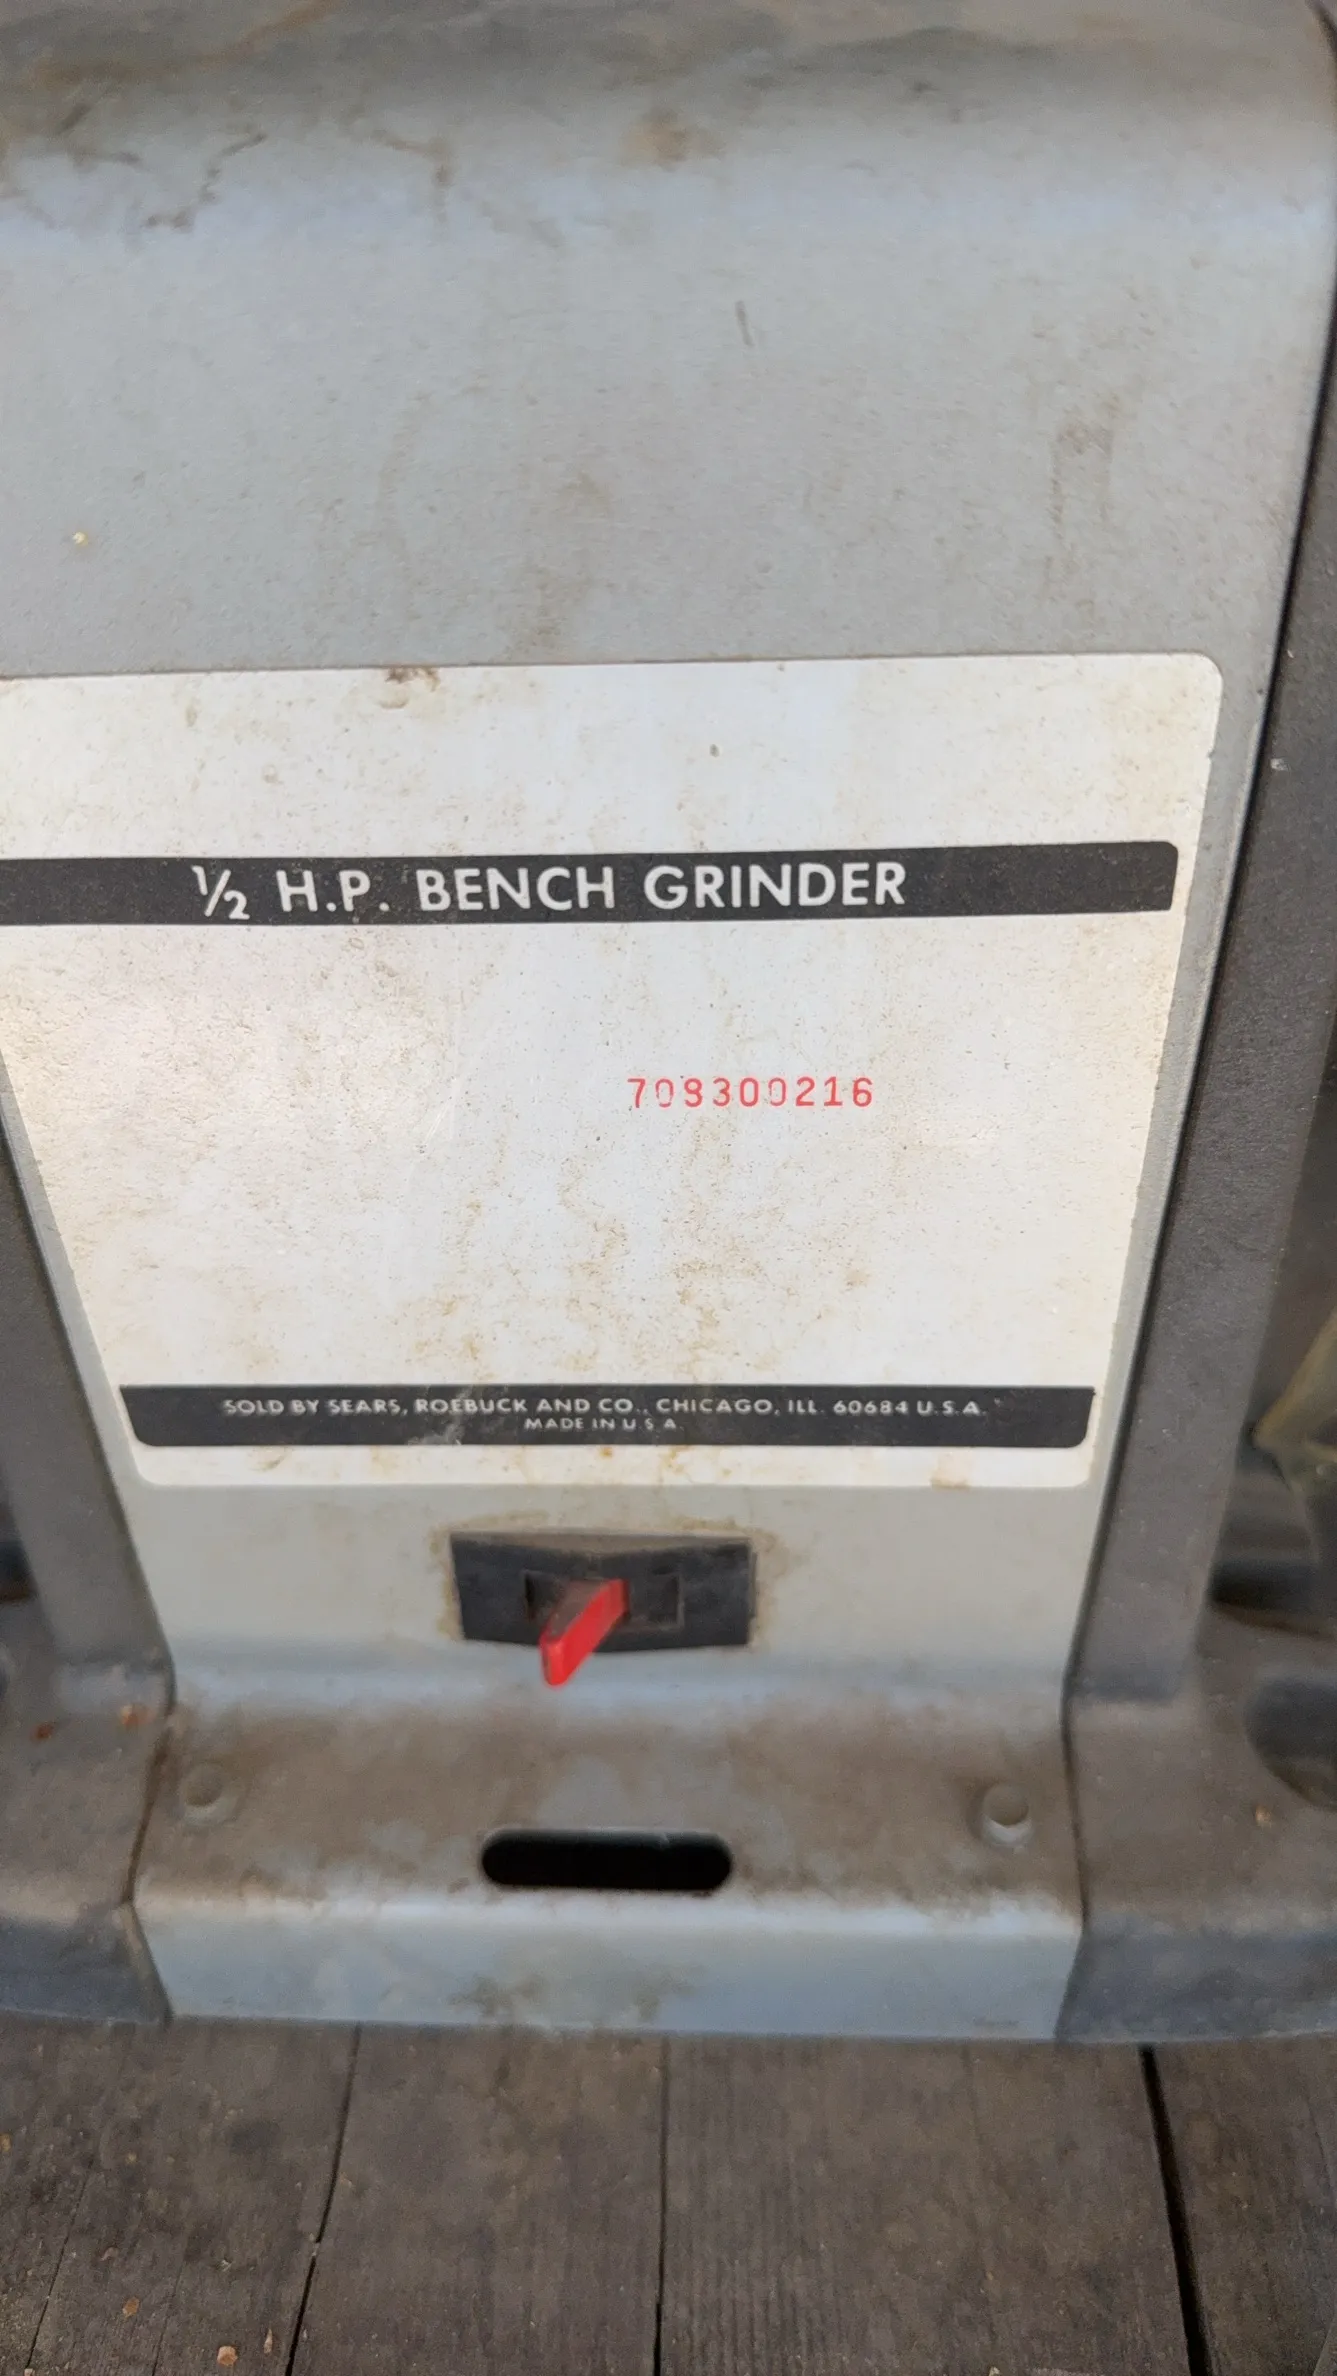 ½ H.P. BENCH GRINDER
708300216
SOLD BY SEARS, ROEBUCK AND CO., CHICAGO, ILL. 60684 U.S.A.
MADE IN U.S.A.